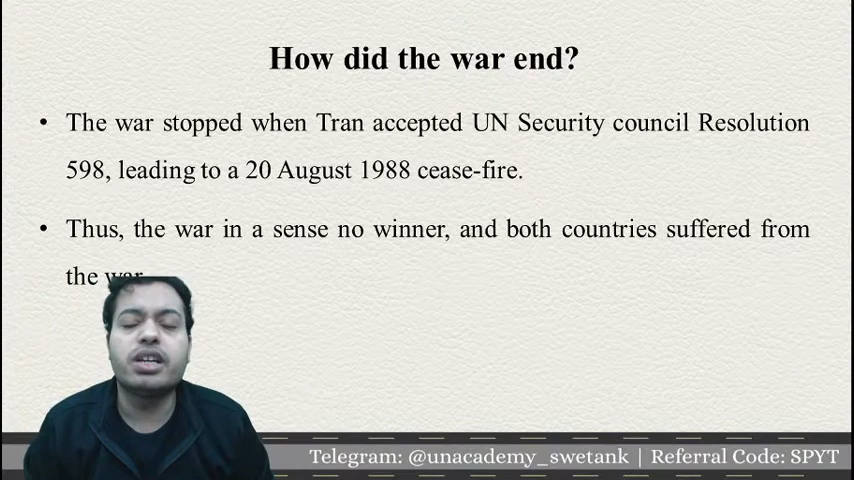 How did the war end?
• The war stopped when Tran accepted UN Security council Resolution
598, leading to a 20 August 1988 cease-fire.
• Thus, the war in a sense no winner, and both countries suffered from
the war.
Telegram: @unacademy_swetank | Referral Code: SPYT